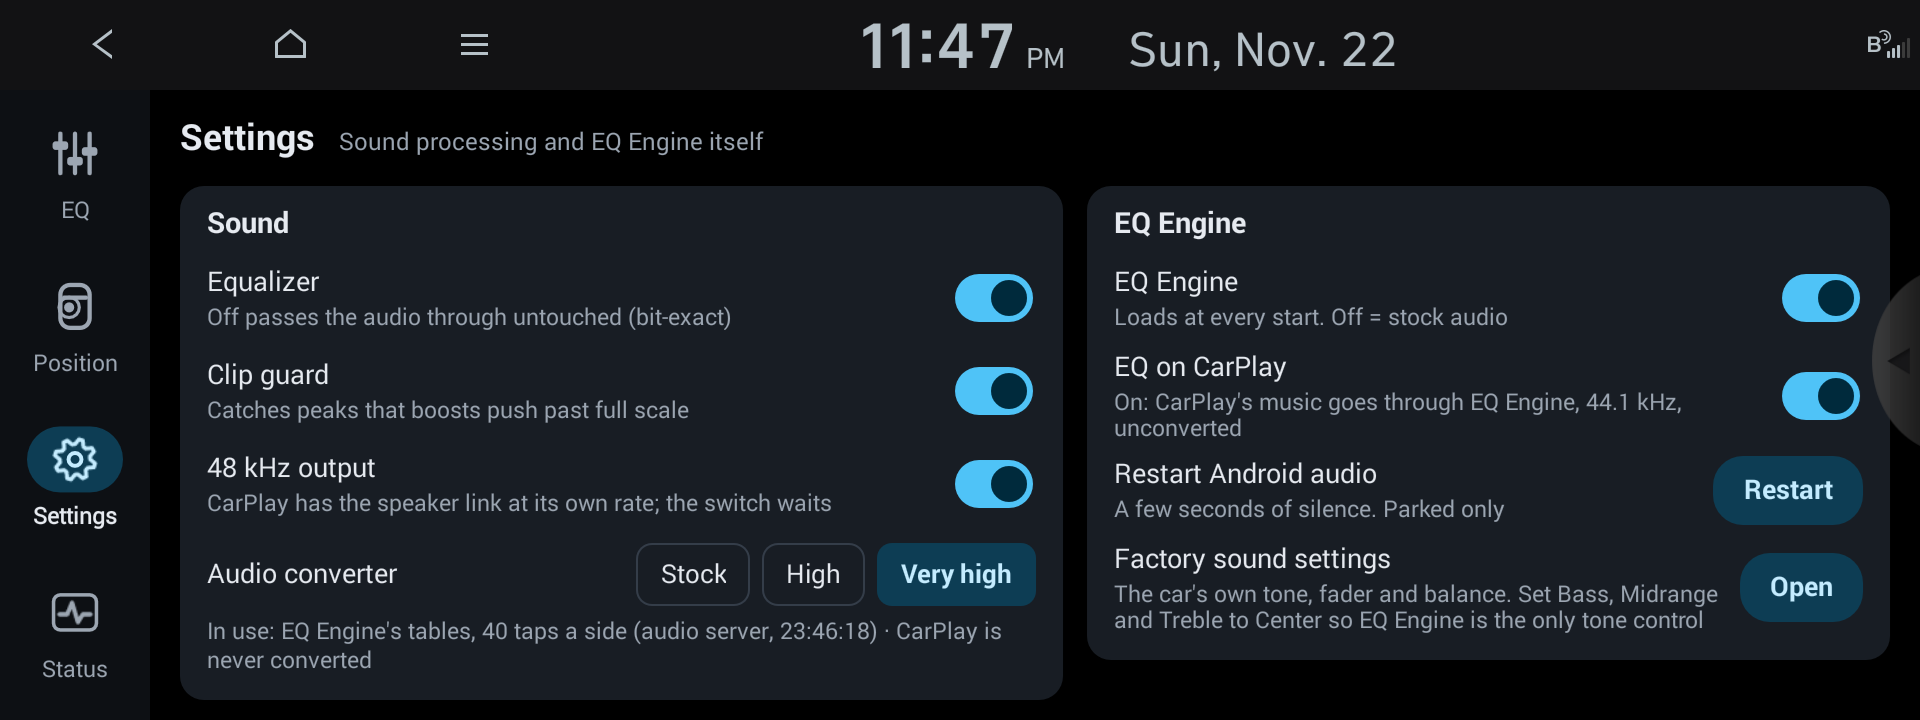 11:47 PM Sun, Nov. 22
B
EQ
Position
Settings
Status
Settings Sound processing and EQ Engine itself
Sound
Equalizer
Off passes the audio through untouched (bit-exact)
Clip guard
Catches peaks that boosts push past full scale
48 kHz output
CarPlay has the speaker link at its own rate; the switch waits
Audio converter Stock High Very high
In use: EQ Engine's tables, 40 taps a side (audio server, 23:46:18) · CarPlay is
never converted
EQ Engine
EQ Engine
Loads at every start. Off = stock audio
EQ on CarPlay
On: CarPlay's music goes through EQ Engine, 44.1 kHz,
unconverted
Restart Android audio
A few seconds of silence. Parked only
Restart
Factory sound settings
The car's own tone, fader and balance. Set Bass, Midrange
and Treble to Center so EQ Engine is the only tone control
Open